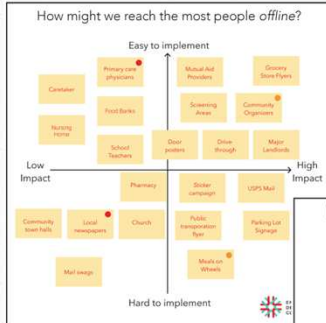 How might we reach the most people offline?
Easy to implement
Primary care
physicians
Mutual-Aid
Providers
Grocery
Store Flyers
Caretaker
Food Banks
Screening
Areas
Community
Organizers
Nursing
Home
School
Teachers
Door
posters
Drive
through
Major
Landlords
Low
Impact
High
Impact
Pharmacy
Sticker
campaign
USPS Mail
Community
town halls
Local
newspapers
Church
Public
transporation
flyer
Parking Lot
Signage
Mail swags
Meals on
Wheels
Hard to implement